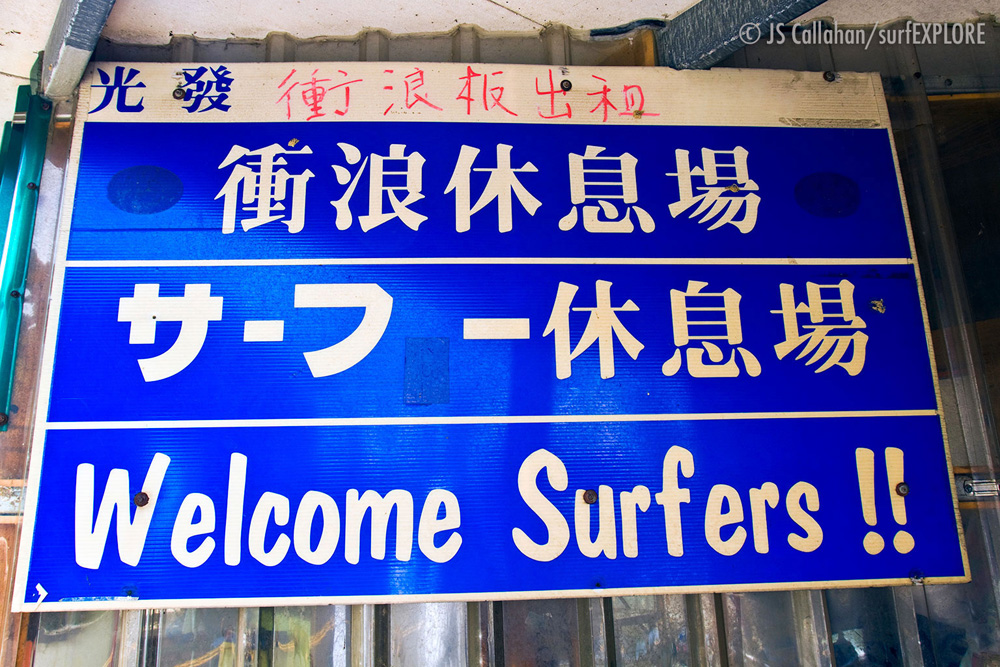 © JS Callahan/surfEXPLORE
光發 衝浪板出租
衝浪休息場
サーフー休息場
Welcome Surfers !!